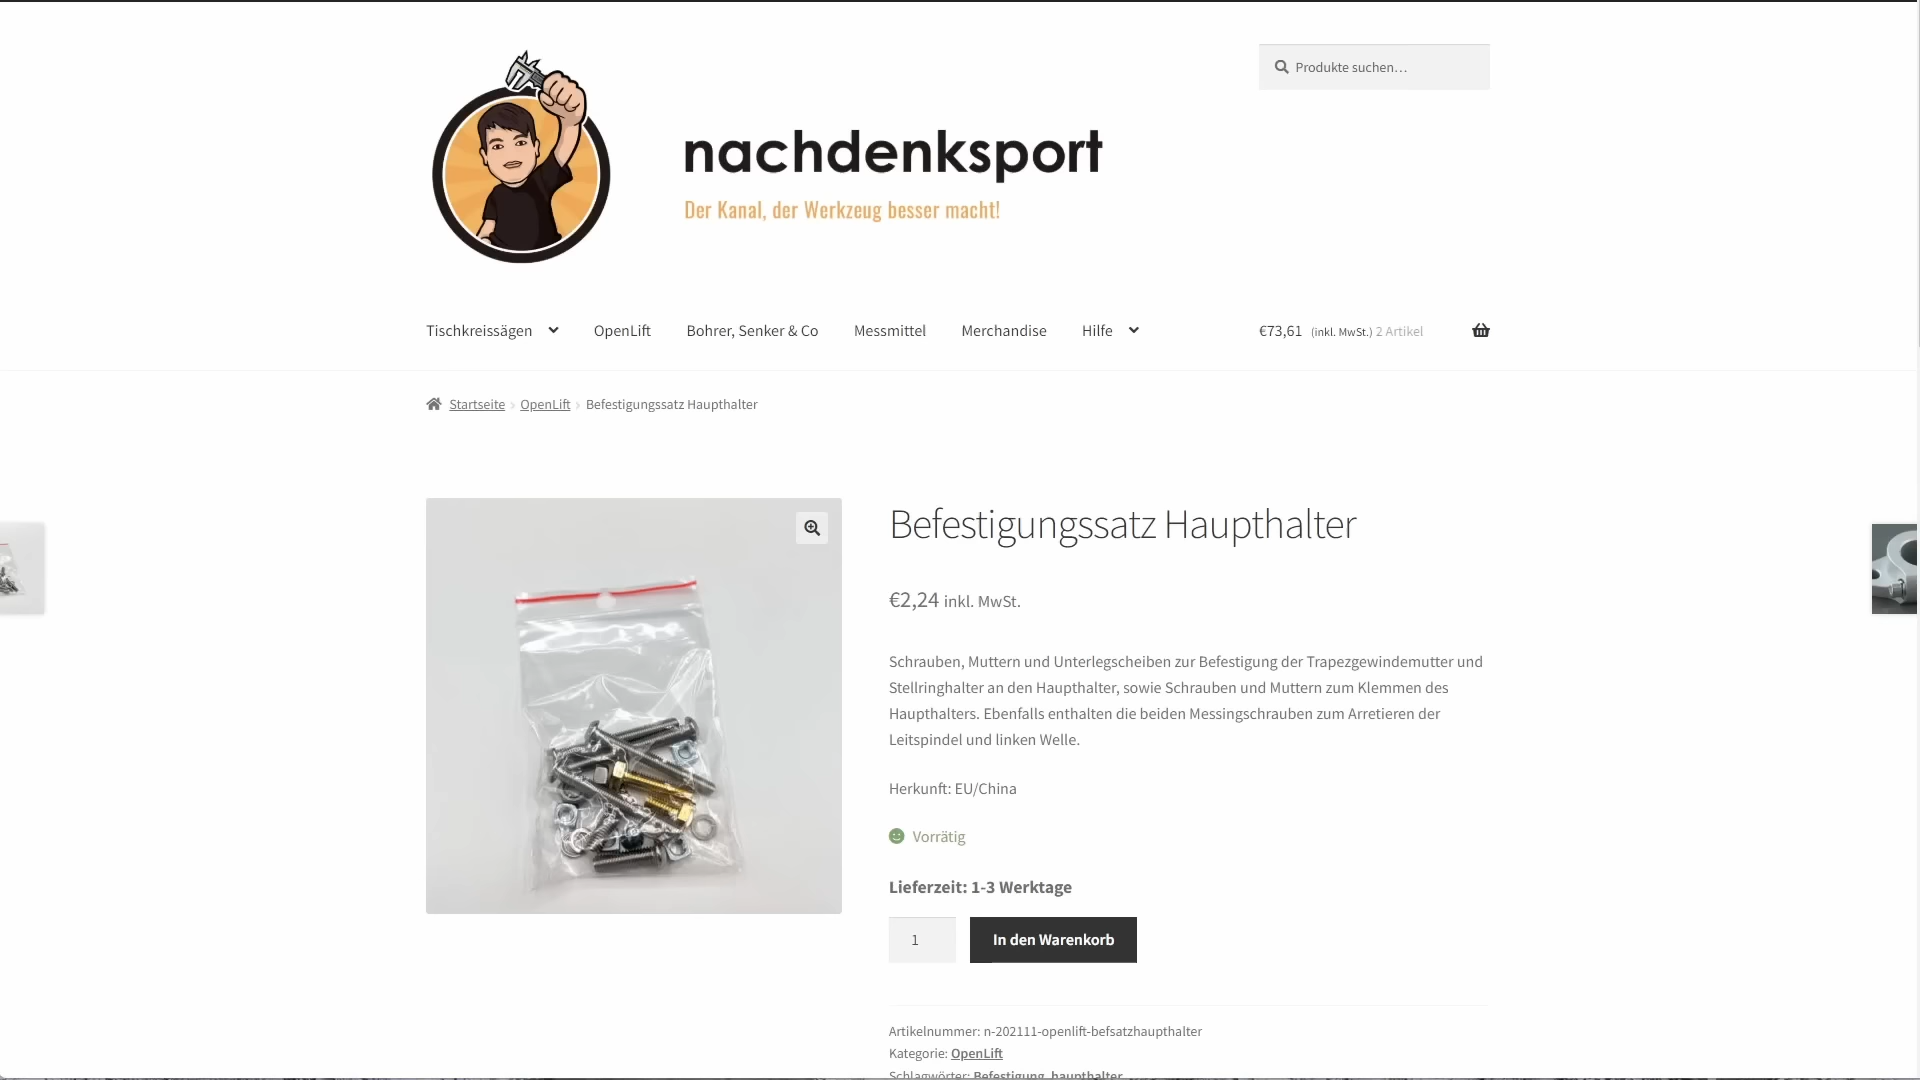 Produkte suchen…
nachdenksport
Der Kanal, der Werkzeug besser macht!
Tischkreissägen OpenLift Bohrer, Senker & Co Messmittel Merchandise Hilfe €73,61 (inkl. MwSt.) 2 Artikel
Startseite › OpenLift › Befestigungssatz Haupthalter
Befestigungssatz Haupthalter
€2,24 inkl. MwSt.
Schrauben, Muttern und Unterlegscheiben zur Befestigung der Trapezgewindemutter und
Stellringhalter an den Haupthalter, sowie Schrauben und Muttern zum Klemmen des
Haupthalters. Ebenfalls enthalten die beiden Messingschrauben zum Arretieren der
Leitspindel und linken Welle.
Herkunft: EU/China
Vorrätig
Lieferzeit: 1-3 Werktage
1 In den Warenkorb
Artikelnummer: n-202111-openlift-befsatzhaupthalter
Kategorie: OpenLift
Schlagwörter: Befestigung, haupthalter